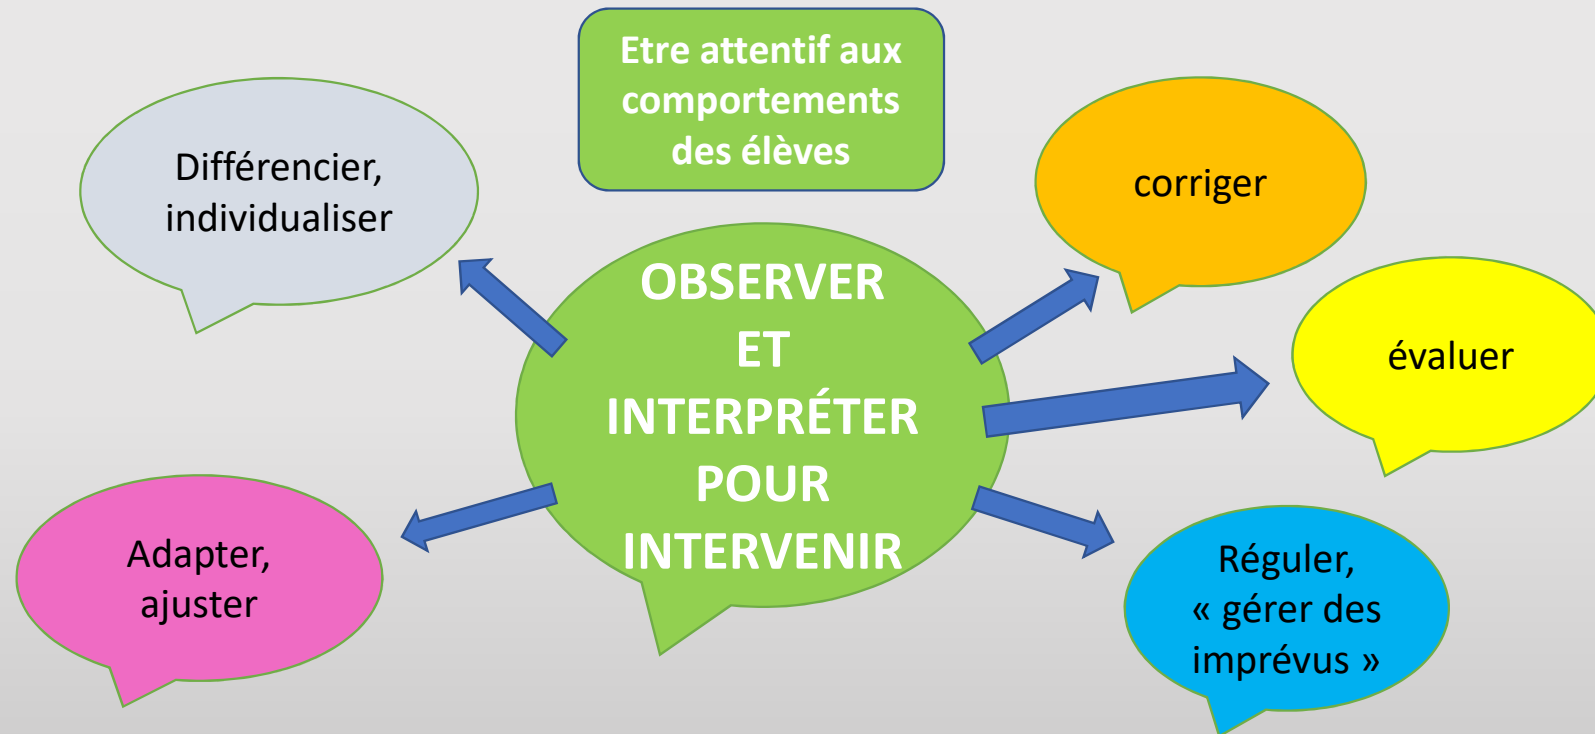 Etre attentif aux
comportements
des élèves
Différencier,
individualiser
corriger
OBSERVER
ET
INTERPRÉTER
POUR
INTERVENIR
évaluer
Adapter,
ajuster
Réguler,
« gérer des
imprévus »